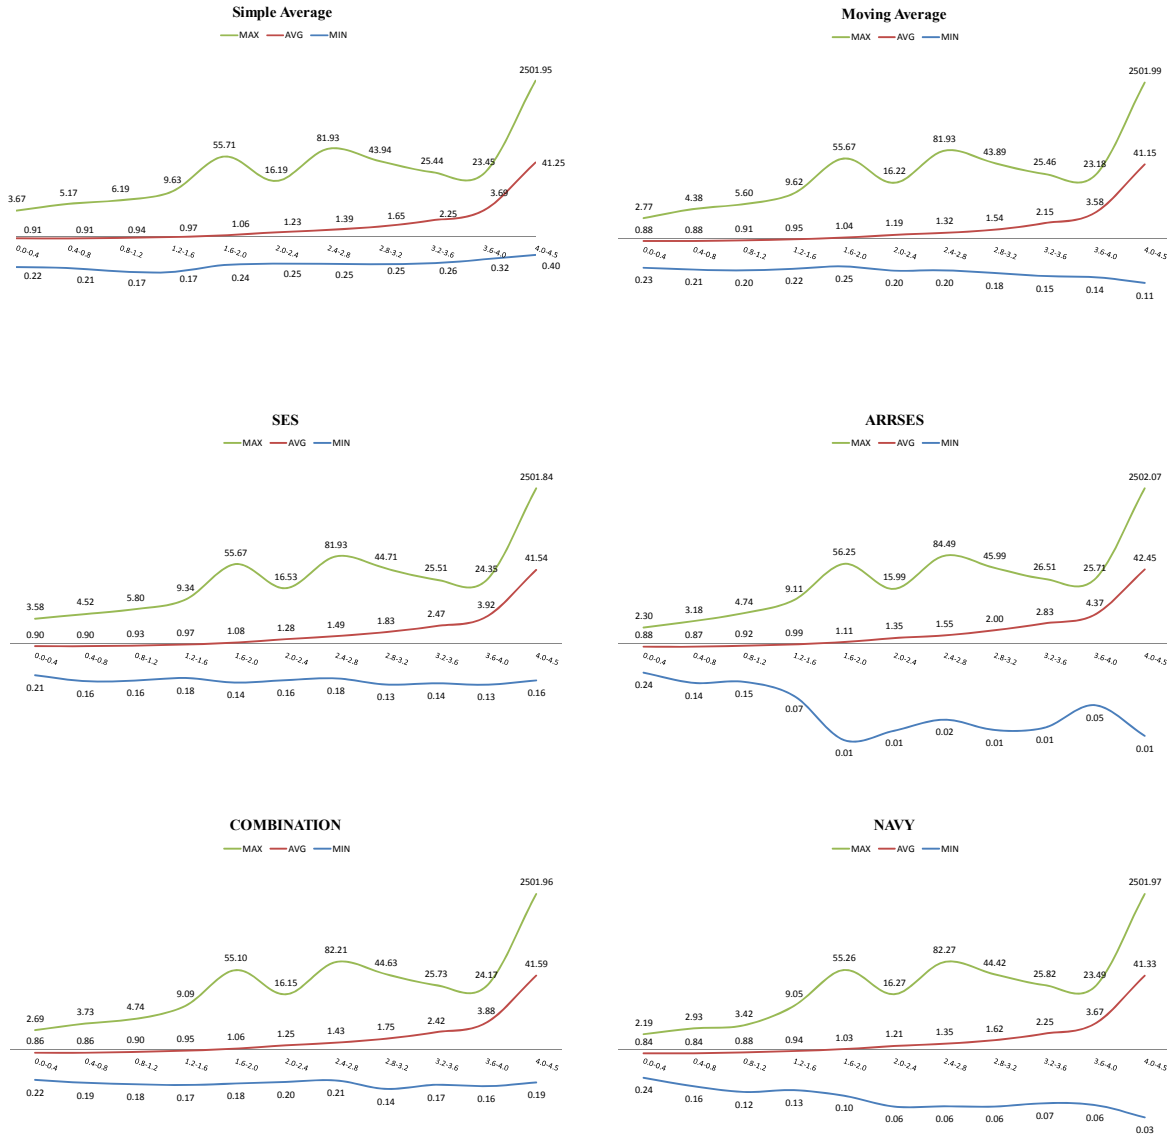 Simple Average
MAX AVG MIN
3.67 5.17 6.19 9.63 55.71 16.19 81.93 43.94 25.44 23.45 2501.95
0.91 0.91 0.94 0.97 1.06 1.23 1.39 1.65 2.25 3.69 41.25
0.0-0.4 0.4-0.8 0.8-1.2 1.2-1.6 1.6-2.0 2.0-2.4 2.4-2.8 2.8-3.2 3.2-3.6 3.6-4.0 4.0-4.5
0.22 0.21 0.17 0.17 0.24 0.25 0.25 0.25 0.26 0.32 0.40
Moving Average
MAX AVG MIN
2.77 4.38 5.60 9.62 55.67 16.22 81.93 43.89 25.46 23.18 2501.99
0.88 0.88 0.91 0.95 1.04 1.19 1.32 1.54 2.15 3.58 41.15
0.0-0.4 0.4-0.8 0.8-1.2 1.2-1.6 1.6-2.0 2.0-2.4 2.4-2.8 2.8-3.2 3.2-3.6 3.6-4.0 4.0-4.5
0.23 0.21 0.20 0.22 0.25 0.20 0.20 0.18 0.15 0.14 0.11
SES
MAX AVG MIN
3.58 4.52 5.80 9.34 55.67 16.53 81.93 44.71 25.51 24.35 2501.84
0.90 0.90 0.93 0.97 1.08 1.28 1.49 1.83 2.47 3.92 41.54
0.0-0.4 0.4-0.8 0.8-1.2 1.2-1.6 1.6-2.0 2.0-2.4 2.4-2.8 2.8-3.2 3.2-3.6 3.6-4.0 4.0-4.5
0.21 0.16 0.16 0.18 0.14 0.16 0.18 0.13 0.14 0.13 0.16
ARRSES
MAX AVG MIN
2.30 3.18 4.74 9.11 56.25 15.99 84.49 45.99 26.51 25.71 2502.07
0.88 0.87 0.92 0.99 1.11 1.35 1.55 2.00 2.83 4.37 42.45
0.0-0.4 0.4-0.8 0.8-1.2 1.2-1.6 1.6-2.0 2.0-2.4 2.4-2.8 2.8-3.2 3.2-3.6 3.6-4.0 4.0-4.5
0.24 0.14 0.15 0.07 0.01 0.01 0.02 0.01 0.01 0.05 0.01
COMBINATION
MAX AVG MIN
2.69 3.73 4.74 9.09 55.10 16.15 82.21 44.63 25.73 24.17 2501.96
0.86 0.86 0.90 0.95 1.06 1.25 1.43 1.75 2.42 3.88 41.59
0.0-0.4 0.4-0.8 0.8-1.2 1.2-1.6 1.6-2.0 2.0-2.4 2.4-2.8 2.8-3.2 3.2-3.6 3.6-4.0 4.0-4.5
0.22 0.19 0.18 0.17 0.18 0.20 0.21 0.14 0.17 0.16 0.19
NAVY
MAX AVG MIN
2.19 2.93 3.42 9.05 55.26 16.27 82.27 44.42 25.82 23.49 2501.97
0.84 0.84 0.88 0.94 1.03 1.21 1.35 1.62 2.25 3.67 41.33
0.0-0.4 0.4-0.8 0.8-1.2 1.2-1.6 1.6-2.0 2.0-2.4 2.4-2.8 2.8-3.2 3.2-3.6 3.6-4.0 4.0-4.5
0.24 0.16 0.12 0.13 0.10 0.06 0.06 0.06 0.07 0.06 0.03